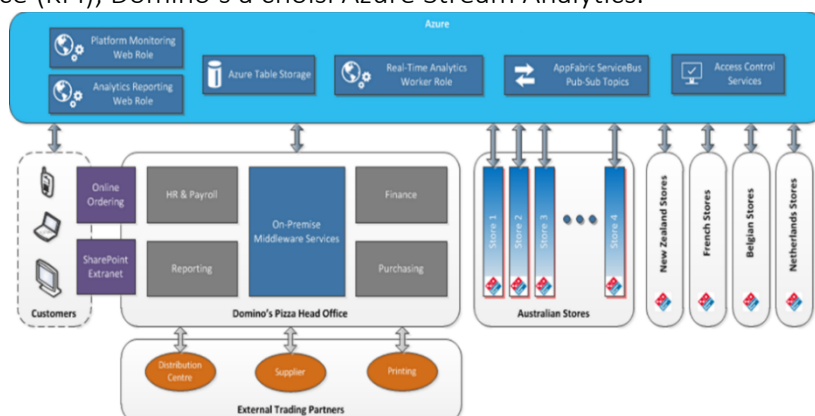 ce (KPI), Domino's a choisi Azure Stream Analytics.
Azure
Platform Monitoring
Web Role
Analytics Reporting
Web Role
Azure Table Storage
Real-Time Analytics
Worker Role
AppFabric ServiceBus
Pub-Sub Topics
Access Control
Services
Online
Ordering
SharePoint
Extranet
Customers
HR & Payroll
Reporting
On-Premise
Middleware Services
Finance
Purchasing
Domino's Pizza Head Office
Store 1
Store 2
Store 3
Store 4
Australian Stores
New Zealand Stores
French Stores
Belgian Stores
Netherlands Stores
Distribution
Centre
Supplier
Printing
External Trading Partners